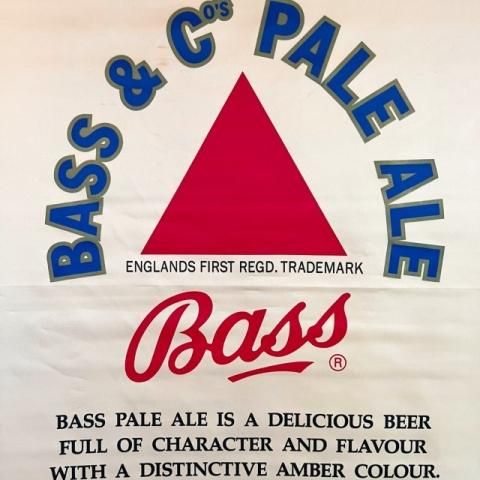 BASS & Co's PALE ALE
ENGLANDS FIRST REGD. TRADEMARK
Bass ®
BASS PALE ALE IS A DELICIOUS BEER
FULL OF CHARACTER AND FLAVOUR
WITH A DISTINCTIVE AMBER COLOUR.